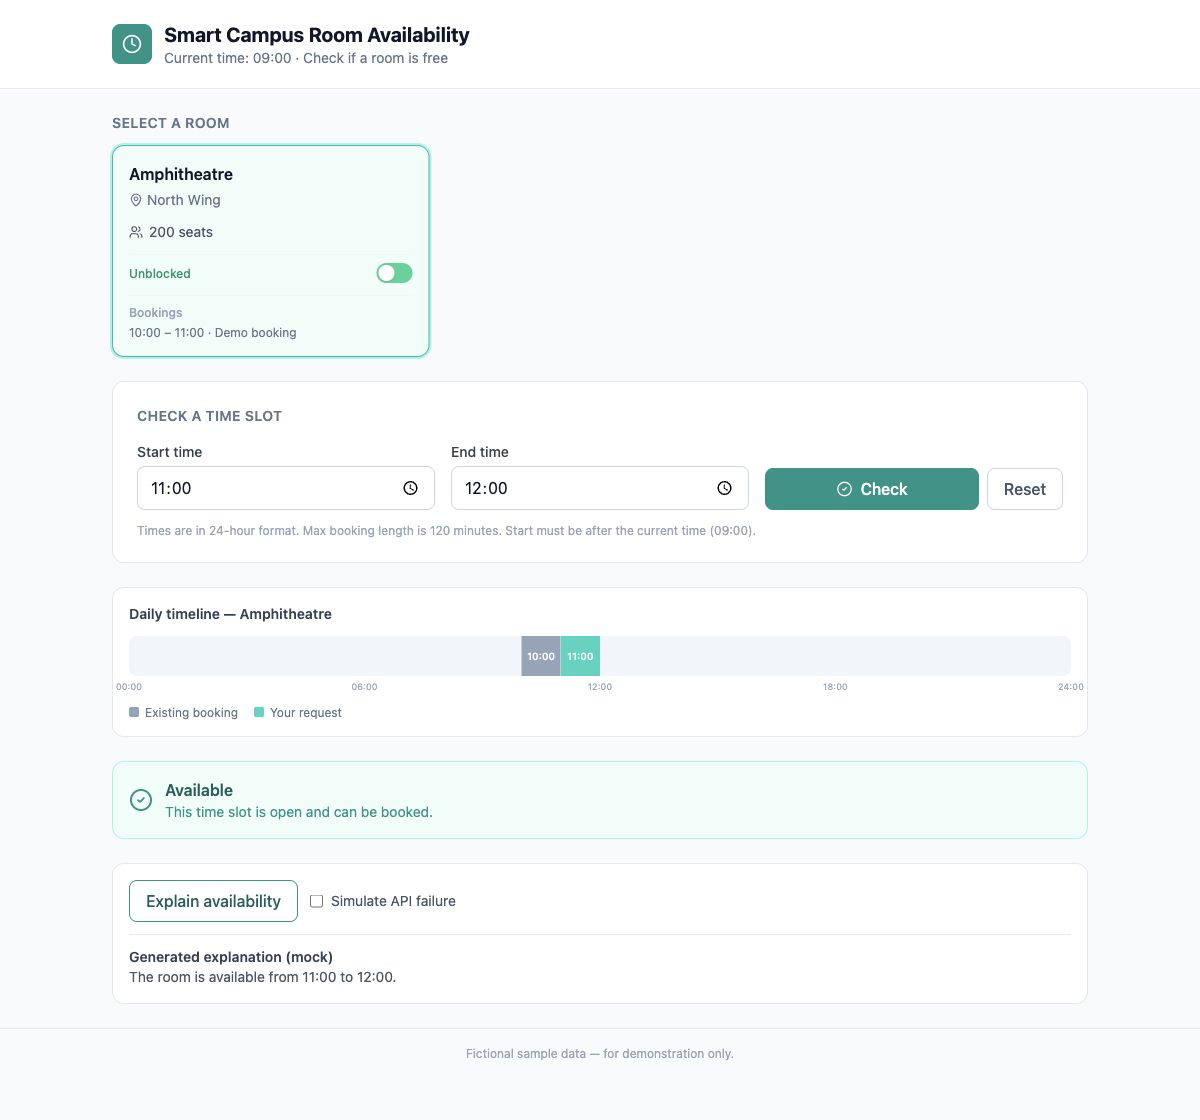 Smart Campus Room Availability
Current time: 09:00 · Check if a room is free
SELECT A ROOM
Amphitheatre
North Wing
200 seats
Unblocked
Bookings
10:00 – 11:00 · Demo booking
CHECK A TIME SLOT
Start time
End time
11:00
12:00
Check
Reset
Times are in 24-hour format. Max booking length is 120 minutes. Start must be after the current time (09:00).
Daily timeline — Amphitheatre
10:00
11:00
00:00
06:00
12:00
18:00
24:00
Existing booking
Your request
Available
This time slot is open and can be booked.
Explain availability
Simulate API failure
Generated explanation (mock)
The room is available from 11:00 to 12:00.
Fictional sample data — for demonstration only.